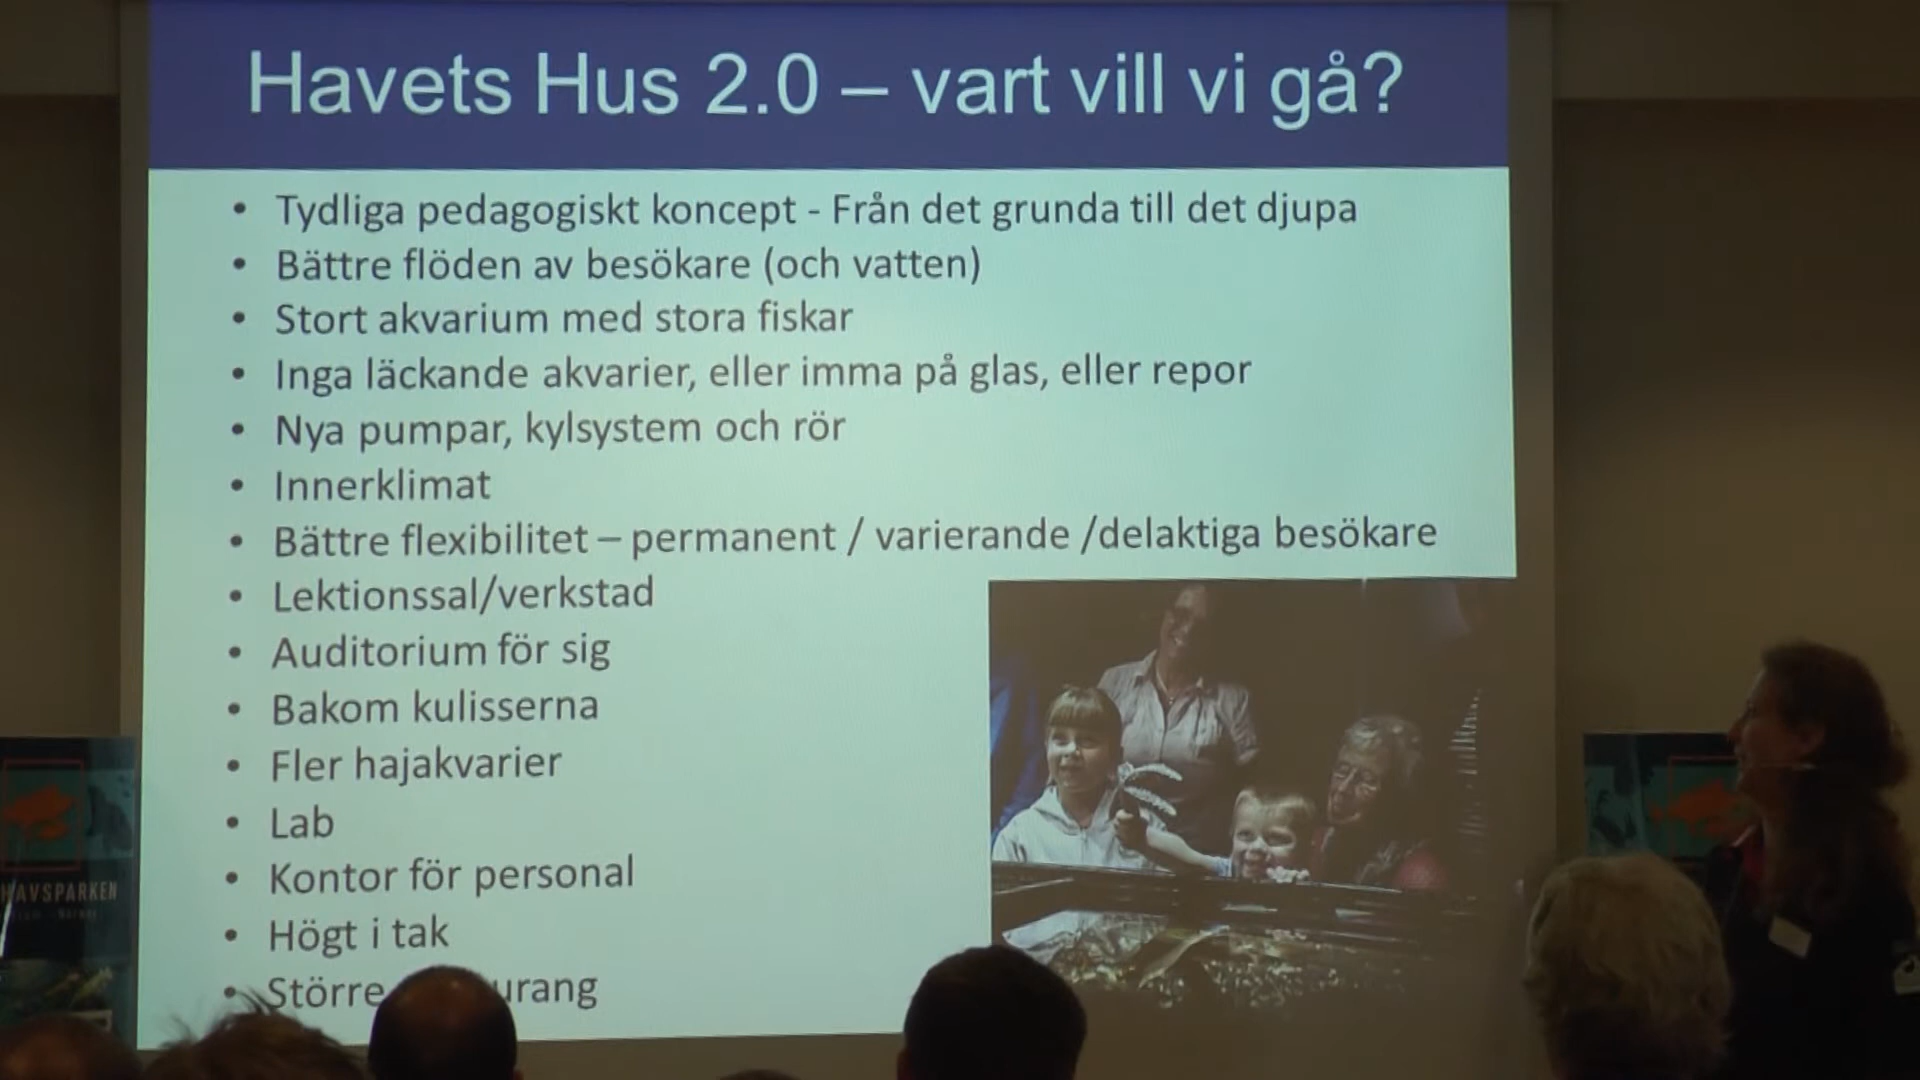 Havets Hus 2.0 – vart vill vi gå?
• Tydliga pedagogiskt koncept - Från det grunda till det djupa
• Bättre flöden av besökare (och vatten)
• Stort akvarium med stora fiskar
• Inga läckande akvarier, eller imma på glas, eller repor
• Nya pumpar, kylsystem och rör
• Innerklimat
• Bättre flexibilitet – permanent / varierande /delaktiga besökare
• Lektionssal/verkstad
• Auditorium för sig
• Bakom kulisserna
• Fler hajakvarier
• Lab
• Kontor för personal
• Högt i tak
• Större
HAVSPARKEN